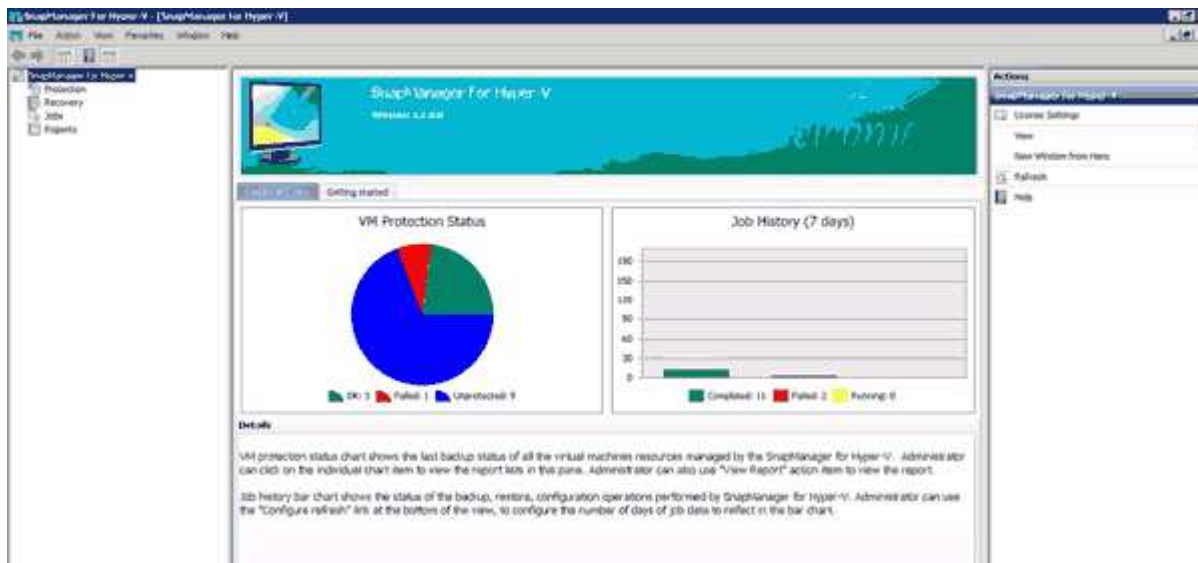 SnapManager For Hyper-V - [SnapManager for Hyper-V]
File Action View Favorites Window Help
SnapManager for Hyper-V
Protection
Recovery
Jobs
Reports
SnapManager For Hyper-V
Getting started
VM Protection Status
OK: 3 Failed: 1 Unprotected: 9
Job History (7 days)
180
150
120
90
60
30
0
Completed: 11 Failed: 2 Running: 0
Details
VM protection status chart shows the last backup status of all the virtual machines resources managed by the SnapManager for Hyper-V. Administrator
can click on the individual chart item to view the report lists in this pane. Administrator can also use "View Report" action item to view the report.
Job history bar chart shows the status of the backup, restore, configuration operations performed by SnapManager for Hyper-V. Administrator can use
the "Configure refresh" link at the bottom of the view, to configure the number of days of job data to reflect in the bar chart.
Actions
SnapManager for Hyper-V
License Settings
View
New Window from Here
Refresh
Help